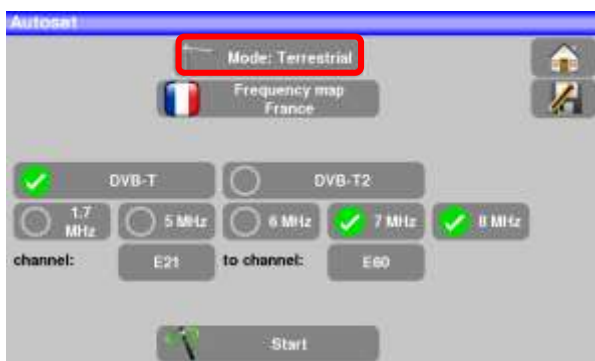 Autoset
Mode: Terrestrial
Frequency map
France
DVB-T
DVB-T2
1.7
MHz
5 MHz
6 MHz
7 MHz
8 MHz
channel:
E21
to channel:
E60
Start